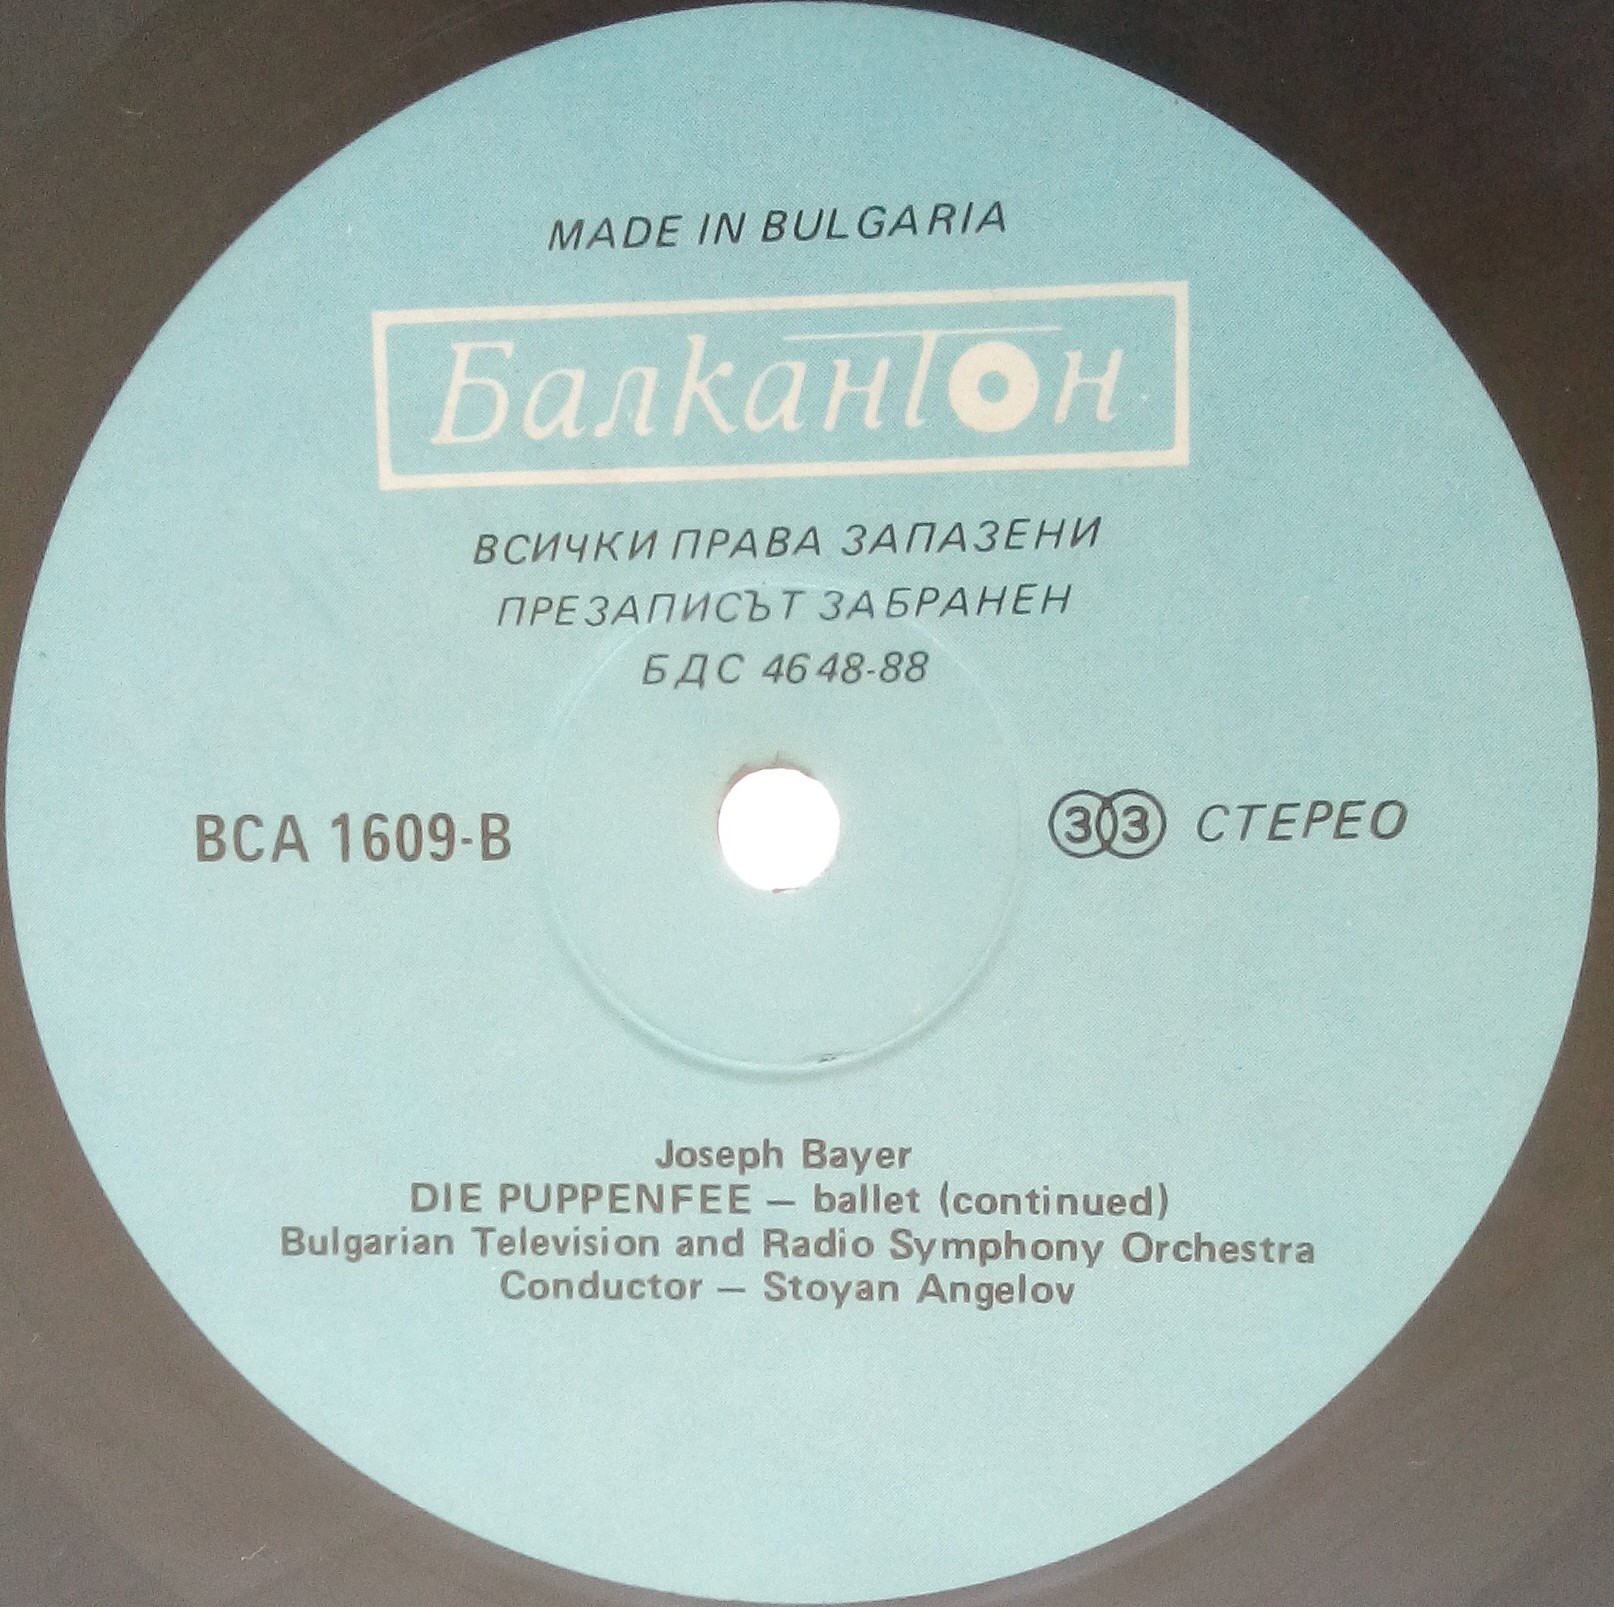 MADE IN BULGARIA
Балкантон
ВСИЧКИ ПРАВА ЗАПАЗЕНИ
ПРЕЗАПИСЪТ ЗАБРАНЕН
БДС 4648-88
ВСА 1609-В
33 СТЕРЕО
Joseph Bayer
DIE PUPPENFEE — ballet (continued)
Bulgarian Television and Radio Symphony Orchestra
Conductor — Stoyan Angelov